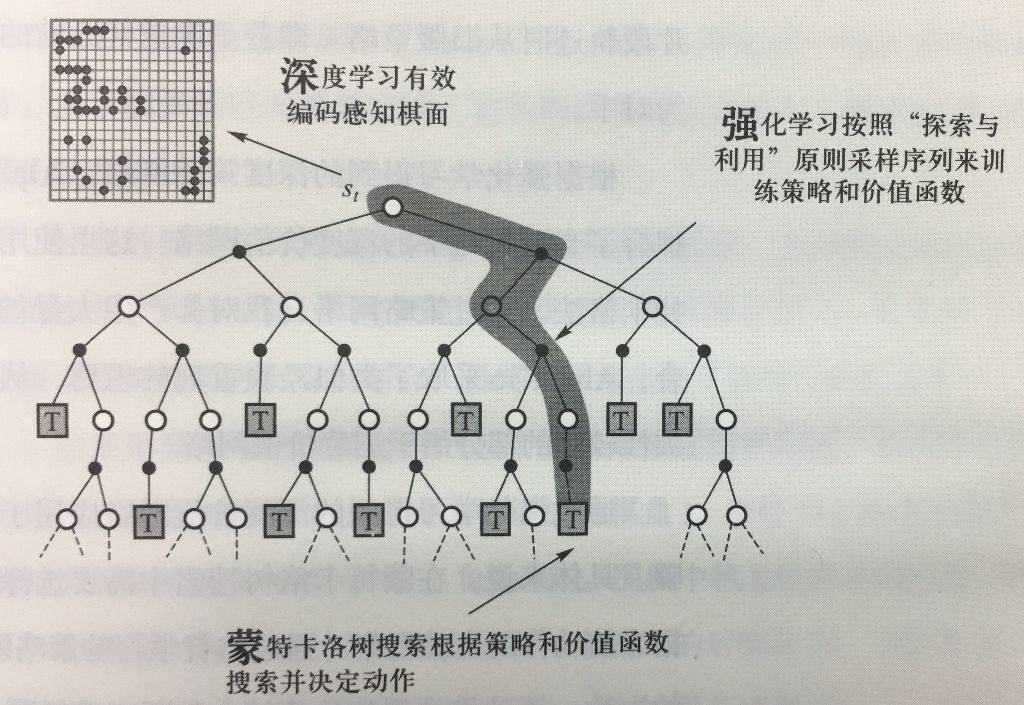 深度学习有效
编码感知棋面
强化学习按照“探索与
利用”原则采样序列来训
练策略和价值函数
s_t
T
T
T
T
T
T
T
T
T
T
蒙特卡洛树搜索根据策略和价值函数
搜索并决定动作